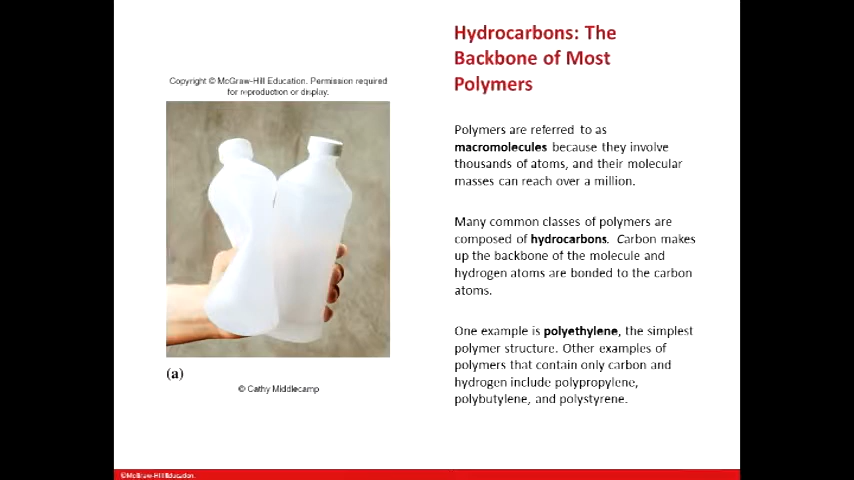 Hydrocarbons: The
Backbone of Most
Polymers
Copyright © McGraw-Hill Education. Permission required
for reproduction or display.
Polymers are referred to as
macromolecules because they involve
thousands of atoms, and their molecular
masses can reach over a million.
Many common classes of polymers are
composed of hydrocarbons. Carbon makes
up the backbone of the molecule and
hydrogen atoms are bonded to the carbon
atoms.
One example is polyethylene, the simplest
polymer structure. Other examples of
polymers that contain only carbon and
hydrogen include polypropylene,
polybutylene, and polystyrene.
(a)
© Cathy Middlecamp
©McGraw-Hill Education.